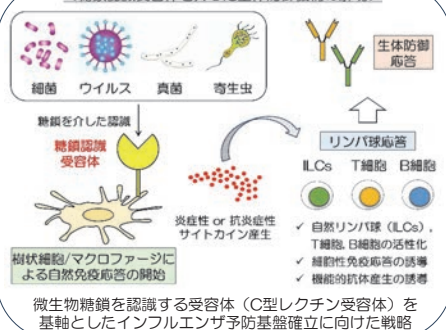 細菌 ウイルス 真菌 寄生虫
生体防御
応答
糖鎖を介した認識
糖鎖認識
受容体
リンパ球応答
ILCs T細胞 B細胞
炎症性 or 抗炎症性
サイトカイン産生
樹状細胞/マクロファージに
よる自然免疫応答の開始
✓ 自然リンパ球(ILCs),
T細胞, B細胞の活性化
✓ 細胞性免疫応答の誘導
✓ 機能的抗体産生の誘導
微生物糖鎖を認識する受容体(C型レクチン受容体)を
基軸としたインフルエンザ予防基盤確立に向けた戦略